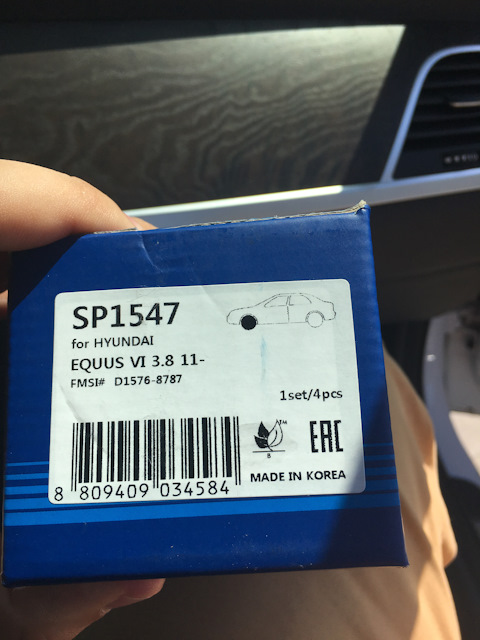 SP1547
for HYUNDAI
EQUUS VI 3.8 11-
FMSI# D1576-8787
1set/4pcs
TM
B
EAC
MADE IN KOREA
8 809409 034584